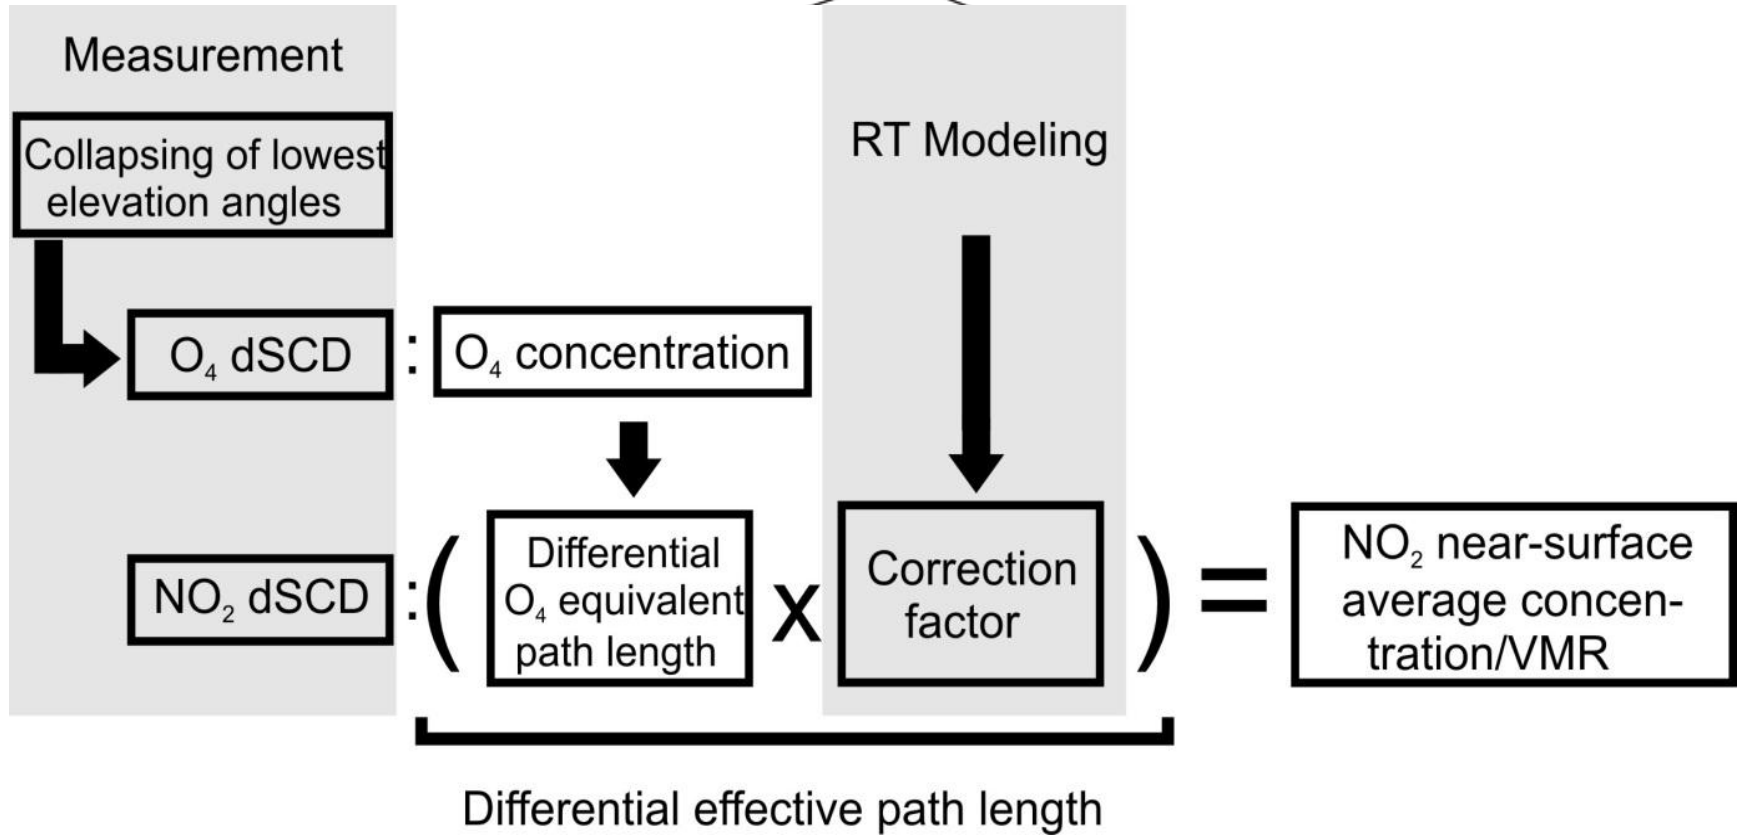 Measurement
Collapsing of lowest
elevation angles
RT Modeling
O₄ dSCD : O₄ concentration
NO₂ dSCD :( Differential
O₄ equivalent
path length x Correction
factor ) = NO₂ near-surface
average concen-
tration/VMR
Differential effective path length